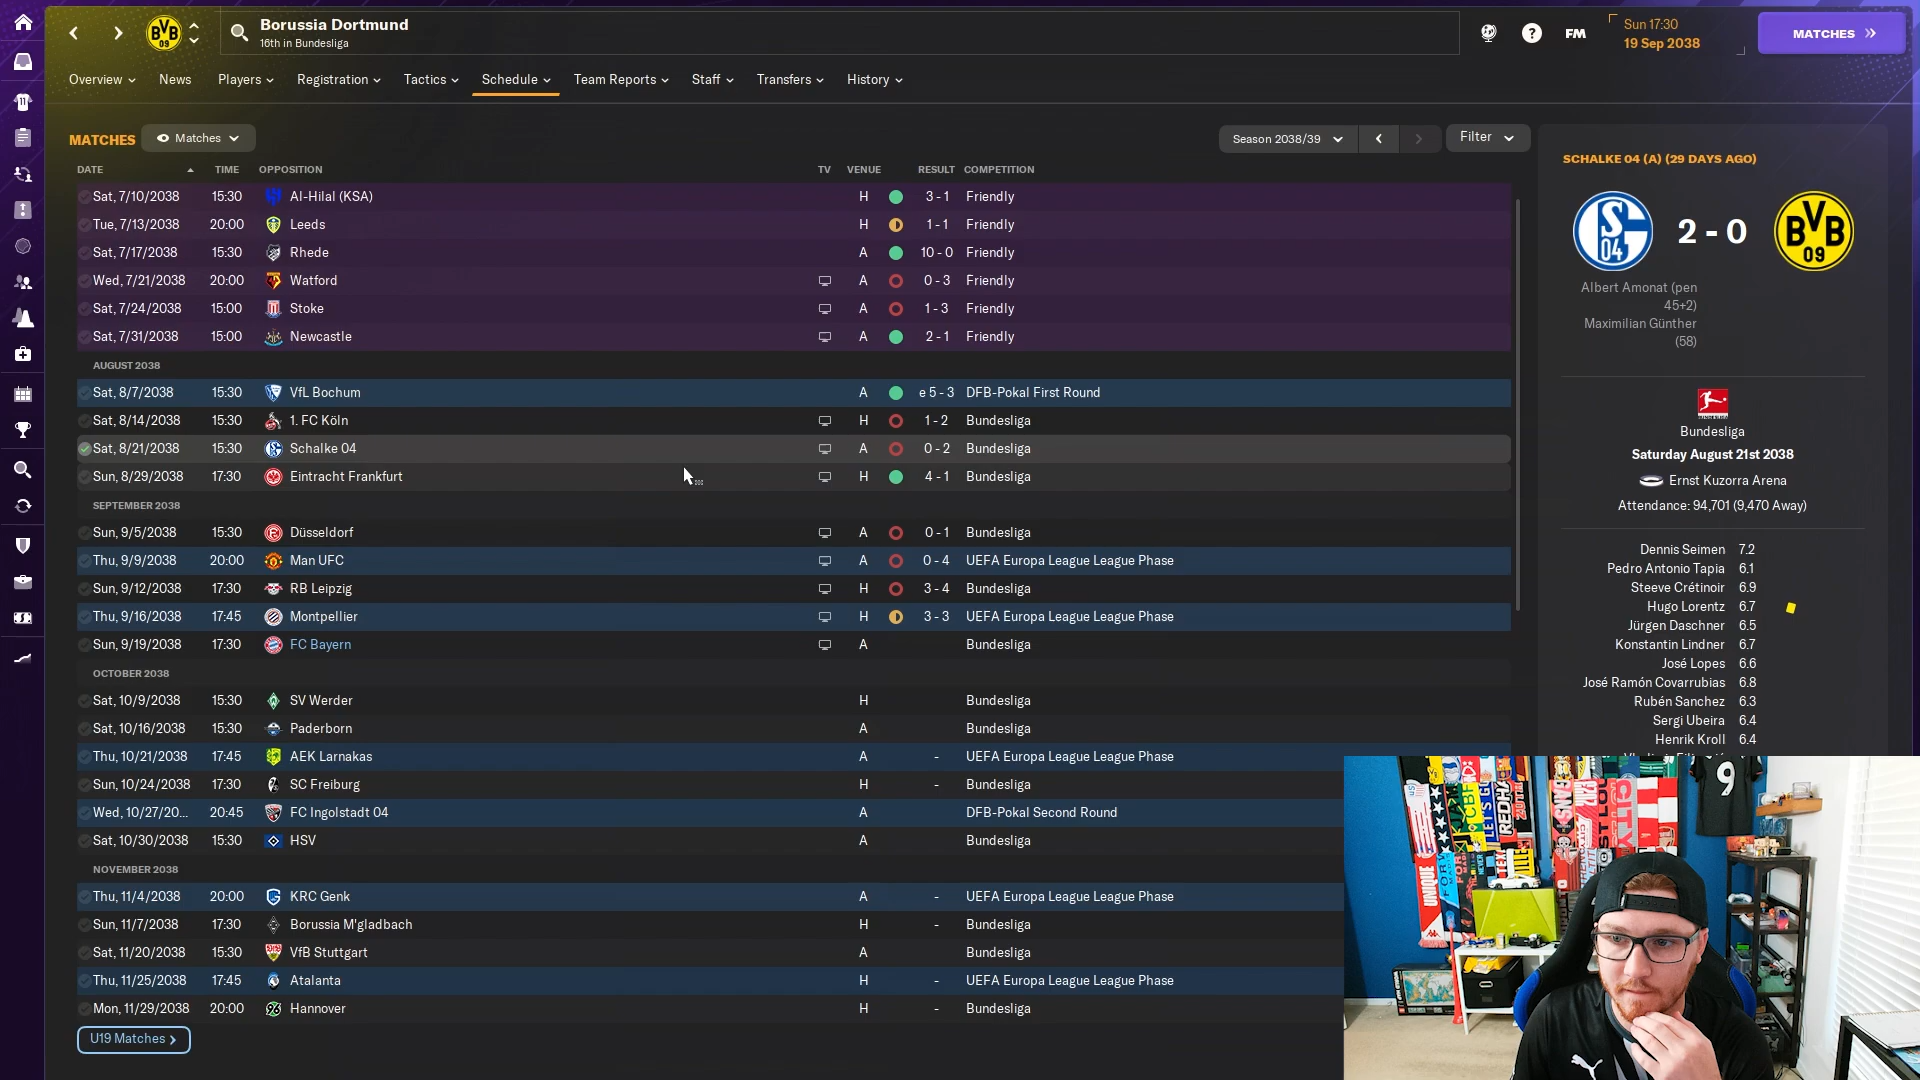 Borussia Dortmund
16th in Bundesliga
FM
Sun 17:30
19 Sep 2038
MATCHES
Overview
News
Players
Registration
Tactics
Schedule
Team Reports
Staff
Transfers
History
MATCHES
Matches
Season 2038/39
Filter
DATE TIME OPPOSITION TV VENUE RESULT COMPETITION
Sat, 7/10/2038 15:30 Al-Hilal (KSA) H 3 - 1 Friendly
Tue, 7/13/2038 20:00 Leeds H 1 - 1 Friendly
Sat, 7/17/2038 15:30 Rhede A 10 - 0 Friendly
Wed, 7/21/2038 20:00 Watford A 0 - 3 Friendly
Sat, 7/24/2038 15:00 Stoke A 1 - 3 Friendly
Sat, 7/31/2038 15:00 Newcastle A 2 - 1 Friendly
AUGUST 2038
Sat, 8/7/2038 15:30 VfL Bochum A e 5 - 3 DFB-Pokal First Round
Sat, 8/14/2038 15:30 1. FC Köln H 1 - 2 Bundesliga
Sat, 8/21/2038 15:30 Schalke 04 A 0 - 2 Bundesliga
Sun, 8/29/2038 17:30 Eintracht Frankfurt H 4 - 1 Bundesliga
SEPTEMBER 2038
Sun, 9/5/2038 15:30 Düsseldorf A 0 - 1 Bundesliga
Thu, 9/9/2038 20:00 Man UFC A 0 - 4 UEFA Europa League League Phase
Sun, 9/12/2038 17:30 RB Leipzig H 3 - 4 Bundesliga
Thu, 9/16/2038 17:45 Montpellier H 3 - 3 UEFA Europa League League Phase
Sun, 9/19/2038 17:30 FC Bayern A Bundesliga
OCTOBER 2038
Sat, 10/9/2038 15:30 SV Werder H Bundesliga
Sat, 10/16/2038 15:30 Paderborn A Bundesliga
Thu, 10/21/2038 17:45 AEK Larnakas A - UEFA Europa League League Phase
Sun, 10/24/2038 17:30 SC Freiburg H - Bundesliga
Wed, 10/27/20... 20:45 FC Ingolstadt 04 A DFB-Pokal Second Round
Sat, 10/30/2038 15:30 HSV A Bundesliga
NOVEMBER 2038
Thu, 11/4/2038 20:00 KRC Genk A - UEFA Europa League League Phase
Sun, 11/7/2038 17:30 Borussia M'gladbach H - Bundesliga
Sat, 11/20/2038 15:30 VfB Stuttgart A Bundesliga
Thu, 11/25/2038 17:45 Atalanta H - UEFA Europa League League Phase
Mon, 11/29/2038 20:00 Hannover H - Bundesliga
U19 Matches
SCHALKE 04 (A) (29 DAYS AGO)
S 04
2 - 0
BVB 09
Albert Amonat (pen
45+2)
Maximilian Günther
(58)
Bundesliga
Saturday August 21st 2038
Ernst Kuzorra Arena
Attendance: 94,701 (9,470 Away)
Dennis Seimen 7.2
Pedro Antonio Tapia 6.1
Steeve Crétinoir 6.9
Hugo Lorentz 6.7
Jürgen Daschner 6.5
Konstantin Lindner 6.7
José Lopes 6.6
José Ramón Covarrubias 6.8
Rubén Sanchez 6.3
Sergi Ubeira 6.4
Henrik Kroll 6.4
9
CITY